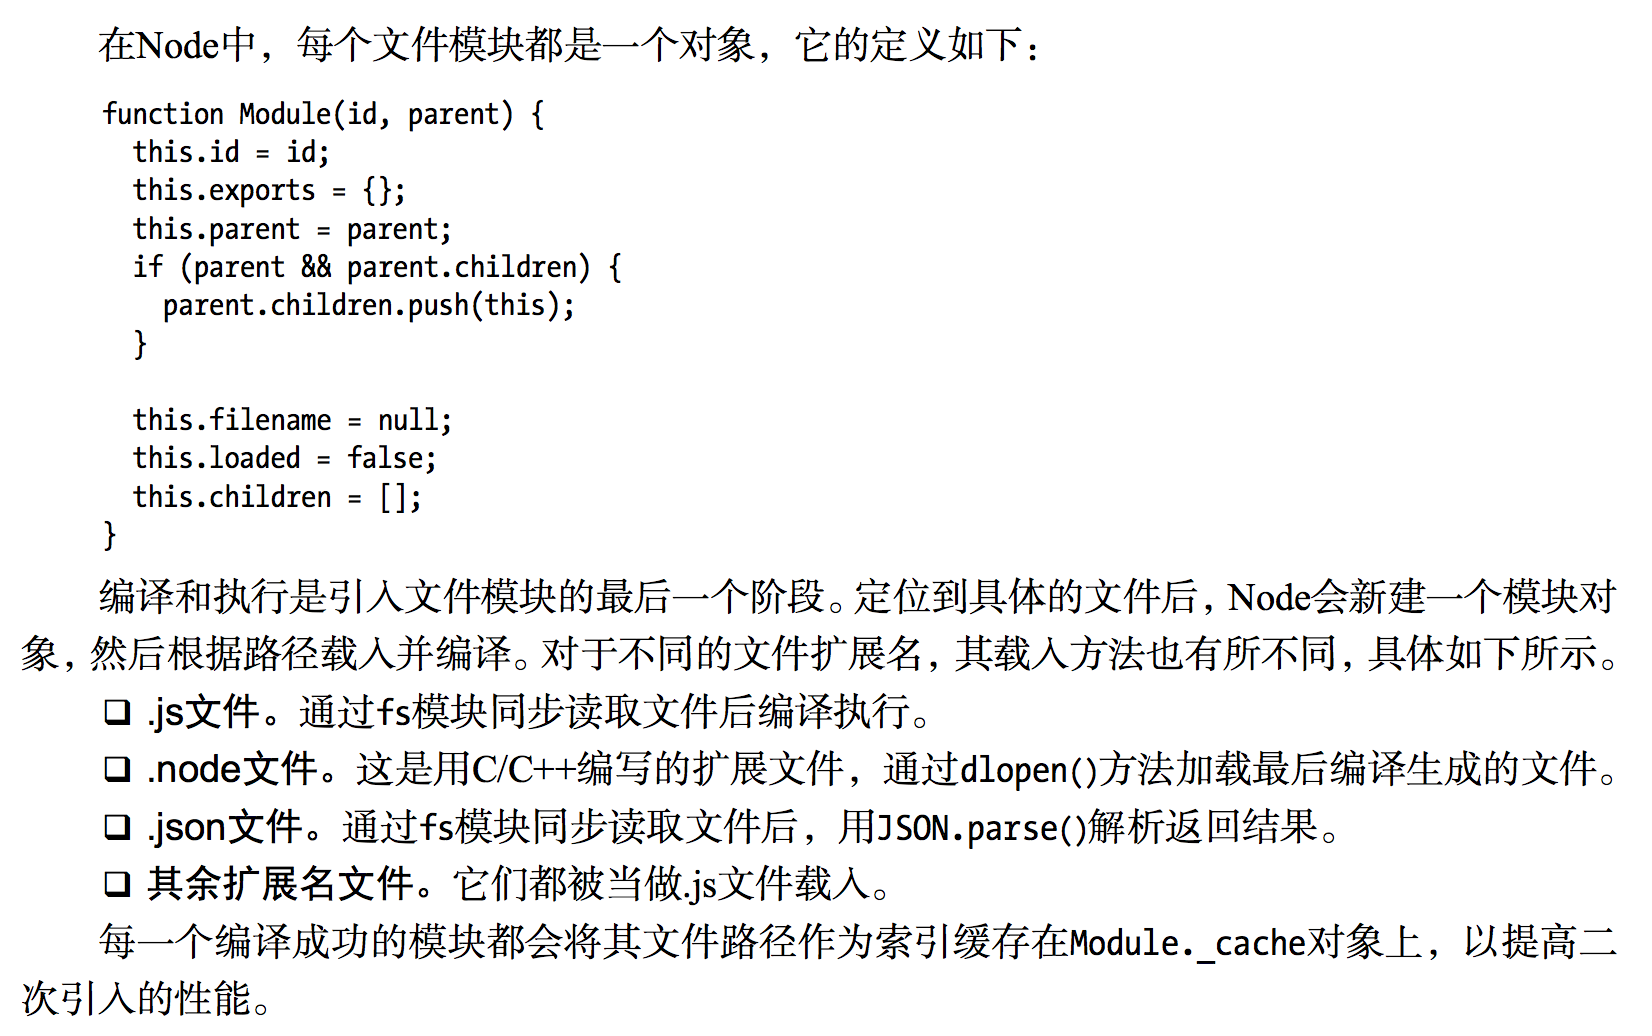 在Node中，每个文件模块都是一个对象，它的定义如下：
function Module(id, parent) {
  this.id = id;
  this.exports = {};
  this.parent = parent;
  if (parent && parent.children) {
    parent.children.push(this);
  }
  this.filename = null;
  this.loaded = false;
  this.children = [];
}
编译和执行是引入文件模块的最后一个阶段。定位到具体的文件后，Node会新建一个模块对
象，然后根据路径载入并编译。对于不同的文件扩展名，其载入方法也有所不同，具体如下所示。
❑ .js文件。通过fs模块同步读取文件后编译执行。
❑ .node文件。这是用C/C++编写的扩展文件，通过dlopen()方法加载最后编译生成的文件。
❑ .json文件。通过fs模块同步读取文件后，用JSON.parse()解析返回结果。
❑ 其余扩展名文件。它们都被当做.js文件载入。
每一个编译成功的模块都会将其文件路径作为索引缓存在Module._cache对象上，以提高二
次引入的性能。